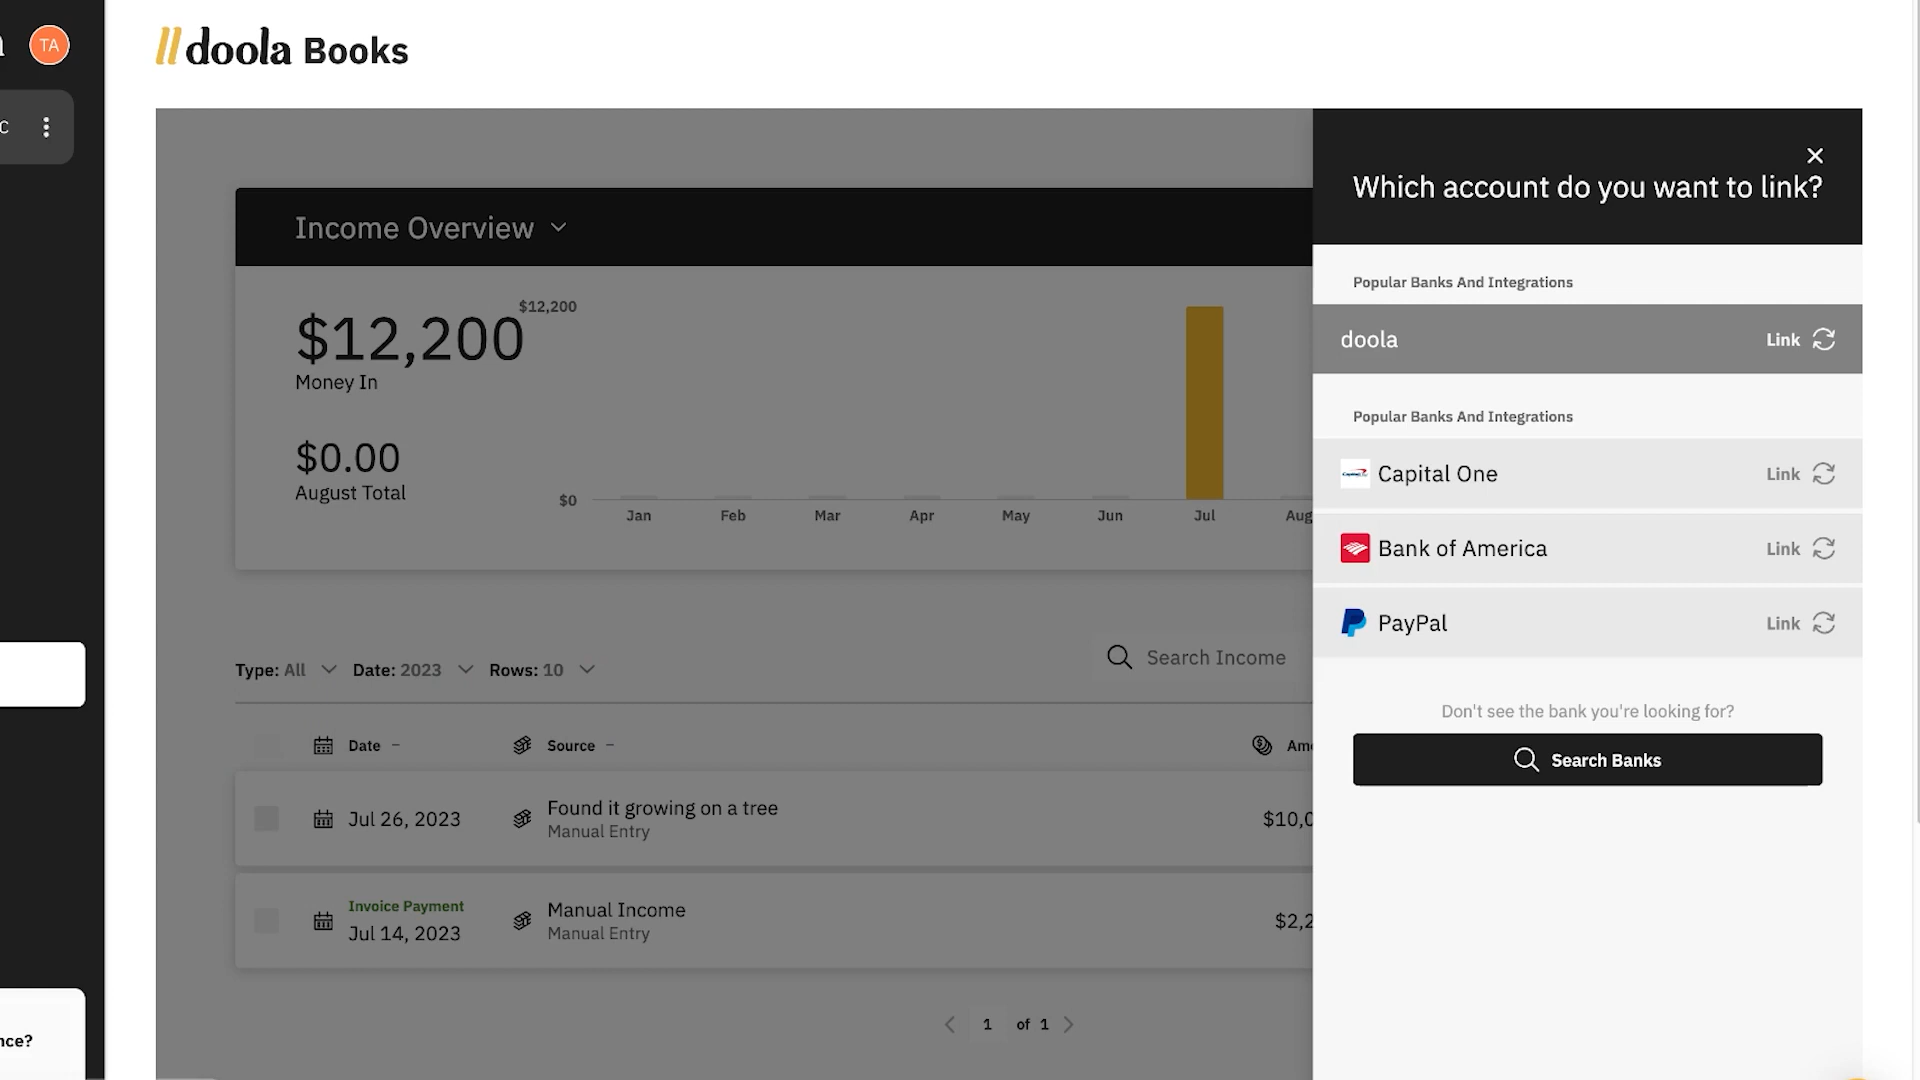 TA
doola Books
C
Which account do you want to link?
Income Overview
Popular Banks And Integrations
$12,200
$12,200
Money In
doola
Link
Popular Banks And Integrations
$0.00
August Total
$0
Jan
Feb
Mar
Apr
May
Jun
Jul
Aug
Capital One
Link
Bank of America
Link
PayPal
Link
Type: All
Date: 2023
Rows: 10
Search Income
Don't see the bank you're looking for?
Search Banks
Date –
Source –
Jul 26, 2023
Found it growing on a tree
Manual Entry
Invoice Payment
Jul 14, 2023
Manual Income
Manual Entry
1 of 1